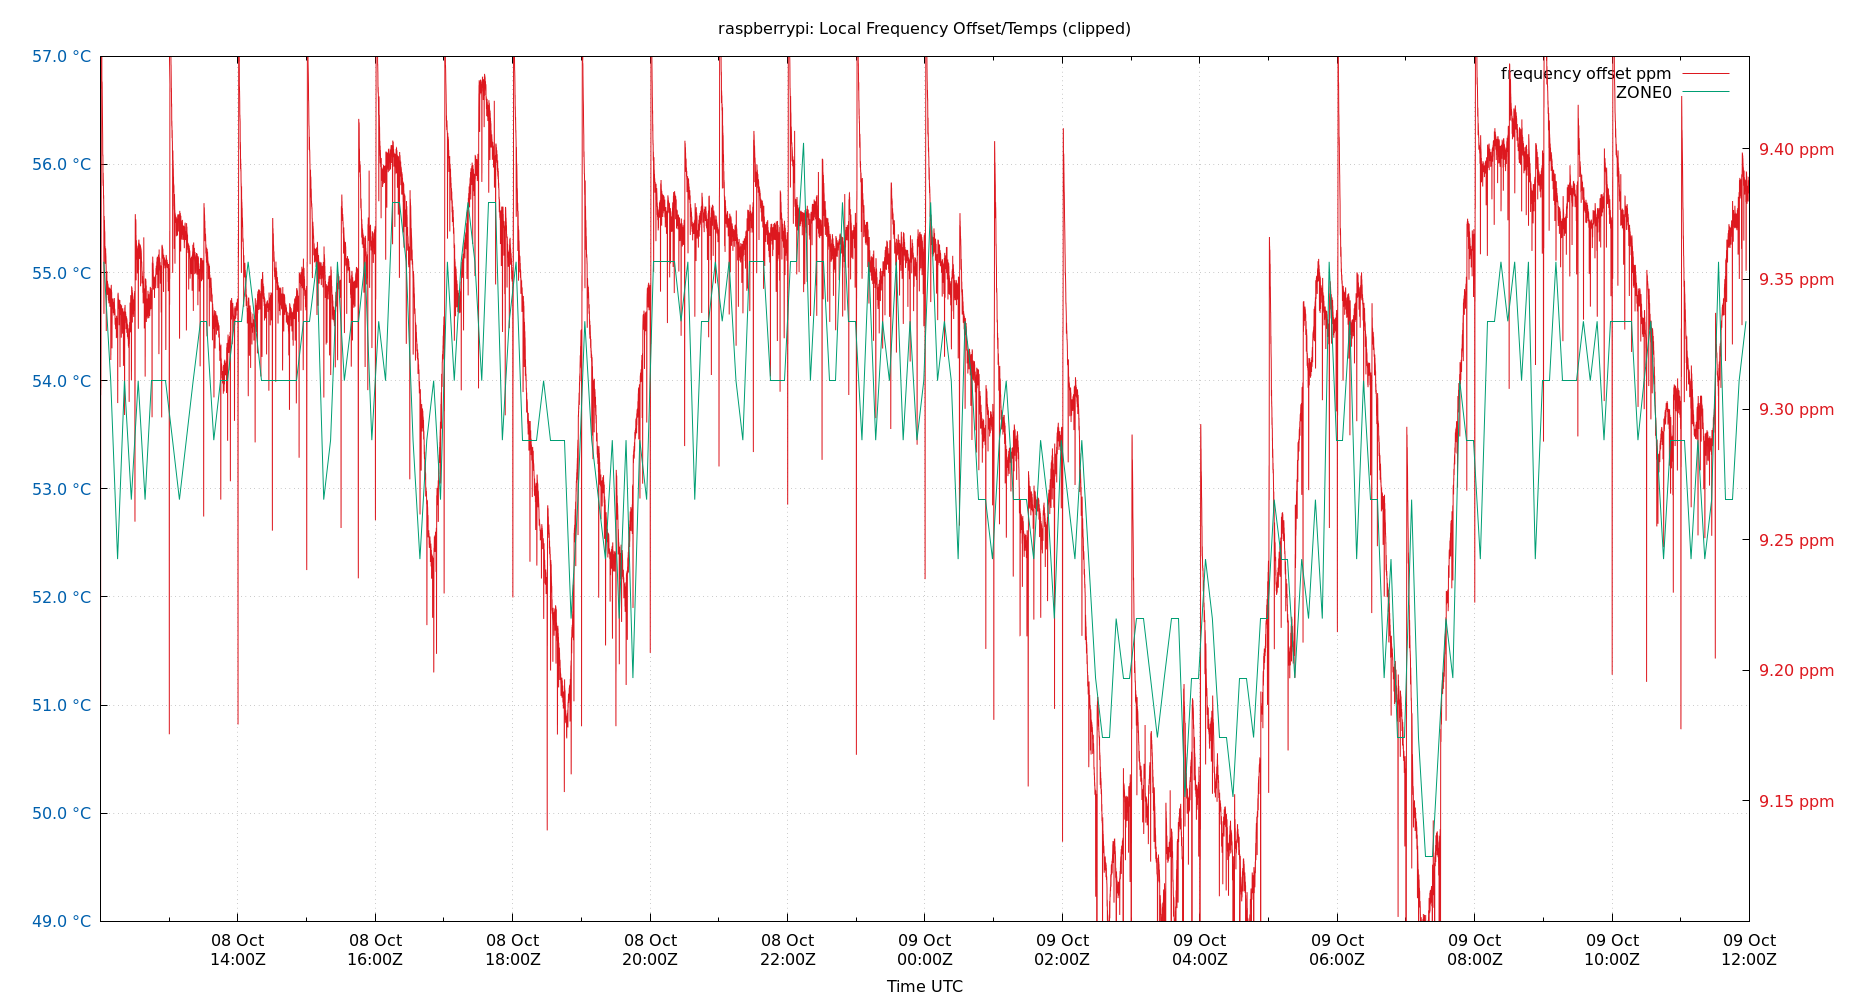 raspberrypi: Local Frequency Offset/Temps (clipped)
frequency offset ppm
ZONE0
57.0 °C
56.0 °C
55.0 °C
54.0 °C
53.0 °C
52.0 °C
51.0 °C
50.0 °C
49.0 °C
9.40 ppm
9.35 ppm
9.30 ppm
9.25 ppm
9.20 ppm
9.15 ppm
08 Oct 08 Oct 08 Oct 08 Oct 08 Oct 09 Oct 09 Oct 09 Oct 09 Oct 09 Oct 09 Oct 09 Oct
14:00Z 16:00Z 18:00Z 20:00Z 22:00Z 00:00Z 02:00Z 04:00Z 06:00Z 08:00Z 10:00Z 12:00Z
Time UTC